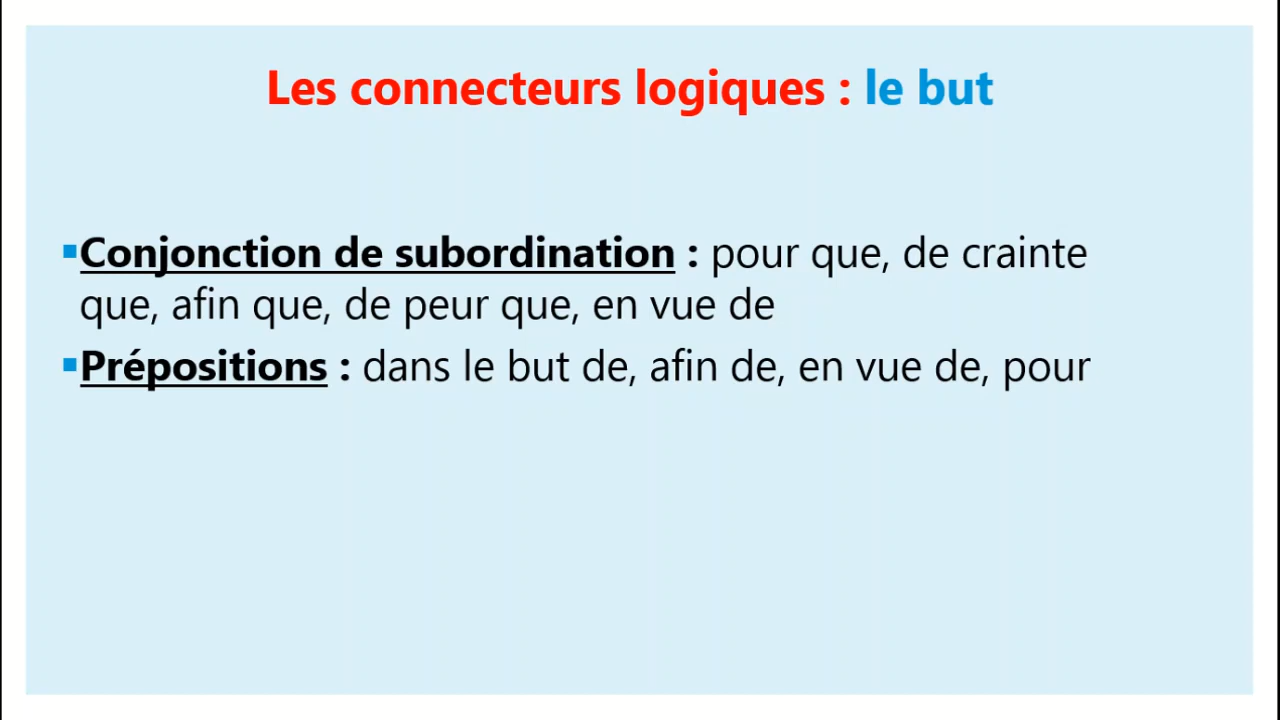 Les connecteurs logiques : le but
▪Conjonction de subordination : pour que, de crainte
que, afin que, de peur que, en vue de
▪Prépositions : dans le but de, afin de, en vue de, pour